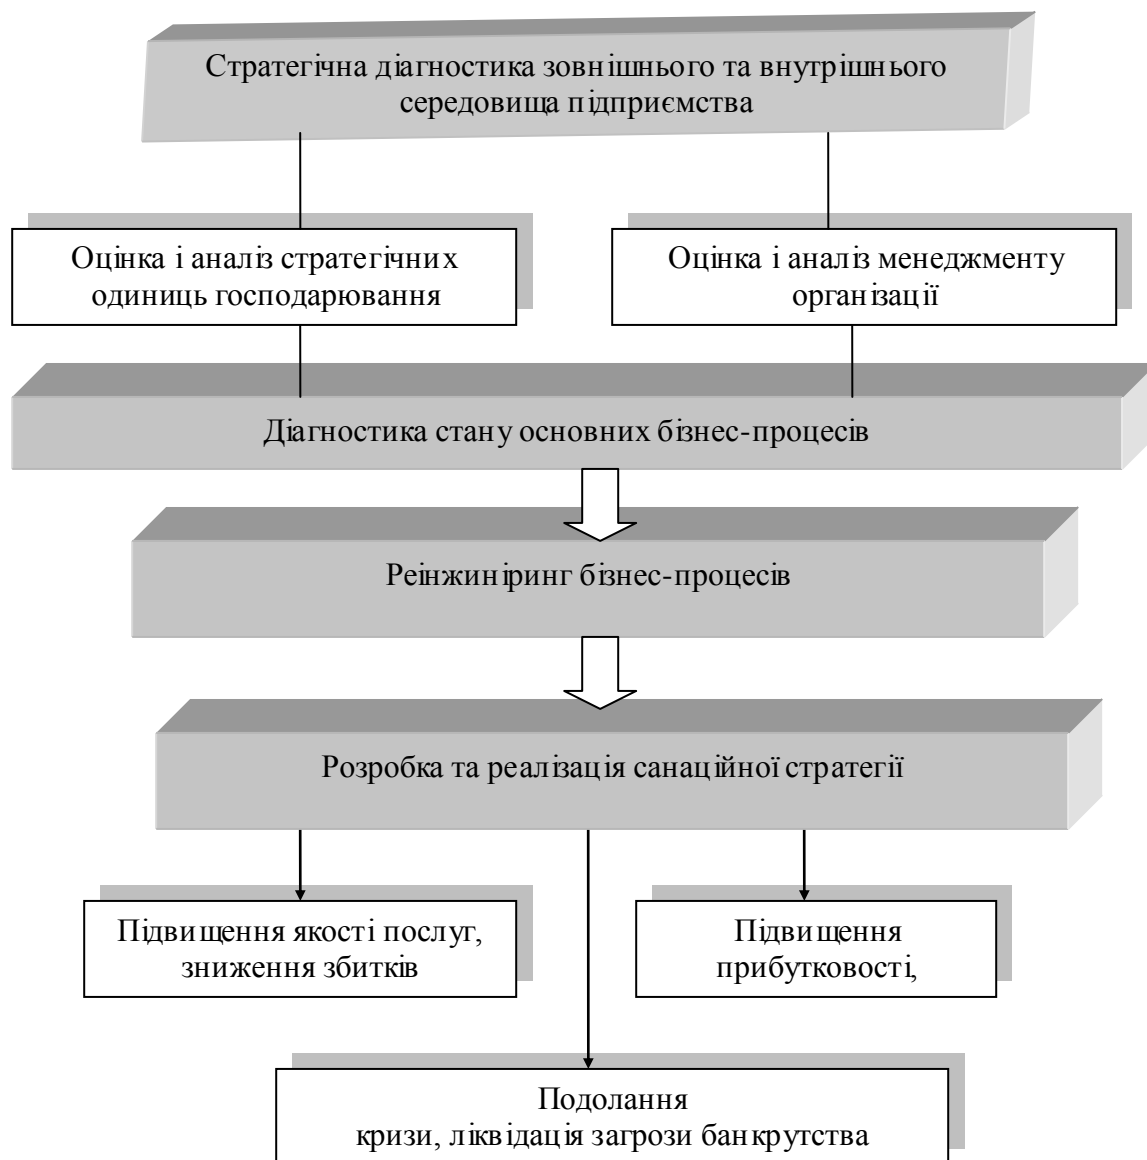 Стратегічна діагностика зовнішнього та внутрішнього
середовища підприємства
Оцінка і аналіз стратегічних
одиниць господарювання
Оцінка і аналіз менеджменту
організації
Діагностика стану основних бізнес-процесів
Реінжиніринг бізнес-процесів
Розробка та реалізація санаційної стратегії
Підвищення якості послуг,
зниження збитків
Підвищення
прибутковості,
Подолання
кризи, ліквідація загрози банкрутства